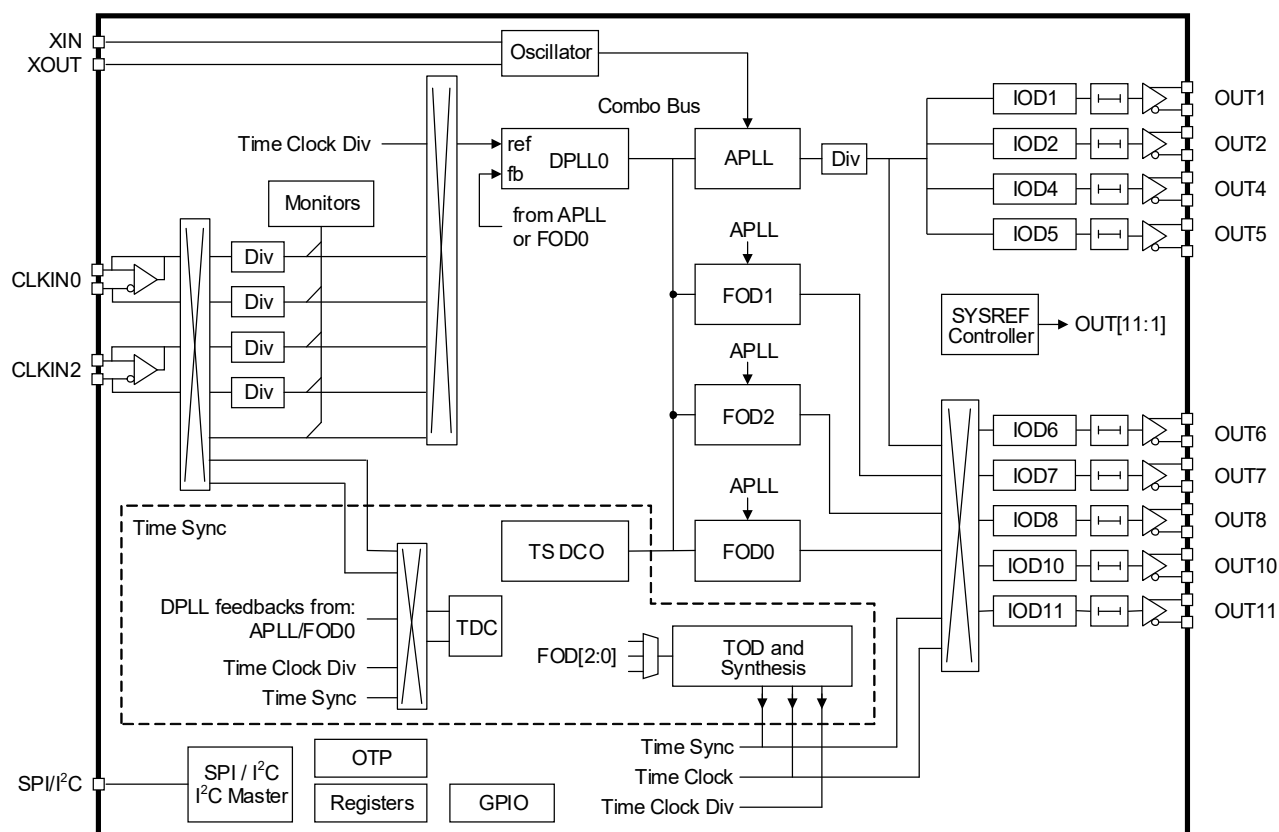 XIN
XOUT
Oscillator
Combo Bus
Time Clock Div
ref
fb
DPLL0
APLL
Div
IOD1
OUT1
IOD2
OUT2
IOD4
OUT4
IOD5
OUT5
Monitors
from APLL
or FOD0
CLKIN0
Div
Div
CLKIN2
Div
Div
APLL
FOD1
APLL
FOD2
APLL
FOD0
SYSREF
Controller
OUT[11:1]
IOD6
OUT6
IOD7
OUT7
IOD8
OUT8
IOD10
OUT10
IOD11
OUT11
Time Sync
TS DCO
DPLL feedbacks from:
APLL/FOD0
TDC
Time Clock Div
Time Sync
FOD[2:0]
TOD and
Synthesis
Time Sync
Time Clock
Time Clock Div
SPI/I²C
SPI / I²C
I²C Master
OTP
Registers
GPIO